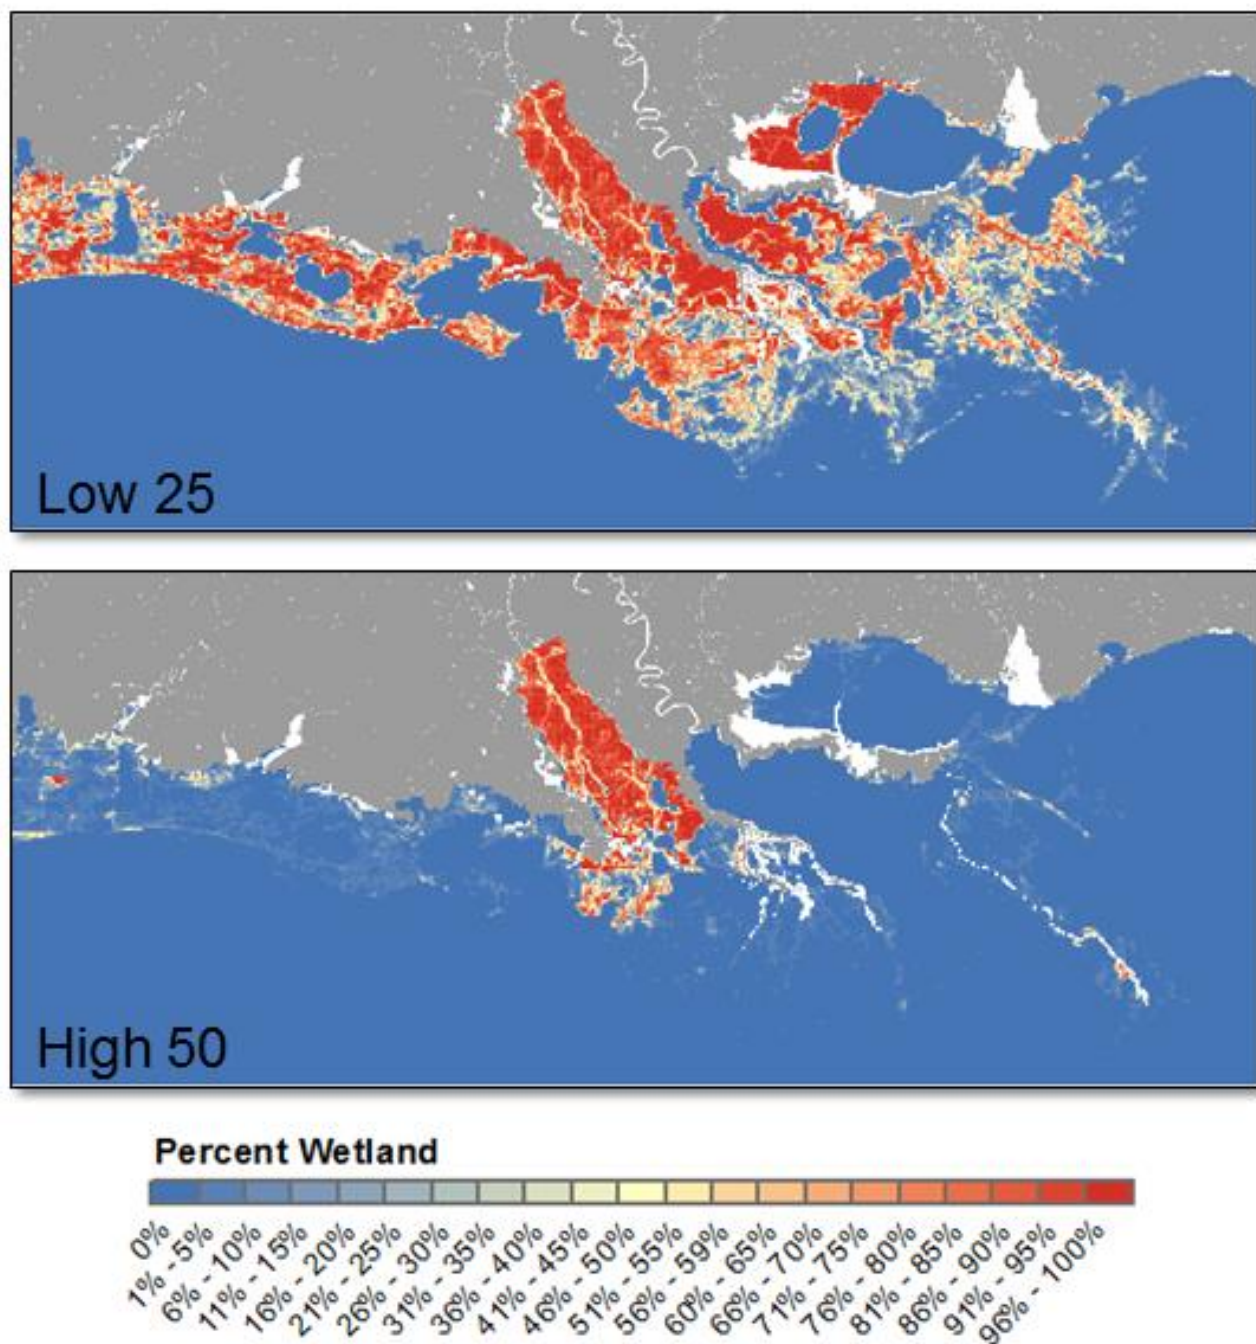 Low 25
High 50
Percent Wetland
0%
1% - 5%
6% - 10%
11% - 15%
16% - 20%
21% - 25%
26% - 30%
31% - 35%
36% - 40%
41% - 45%
46% - 50%
51% - 55%
56% - 59%
60% - 65%
66% - 70%
71% - 75%
76% - 80%
81% - 85%
86% - 90%
91% - 95%
96% - 100%